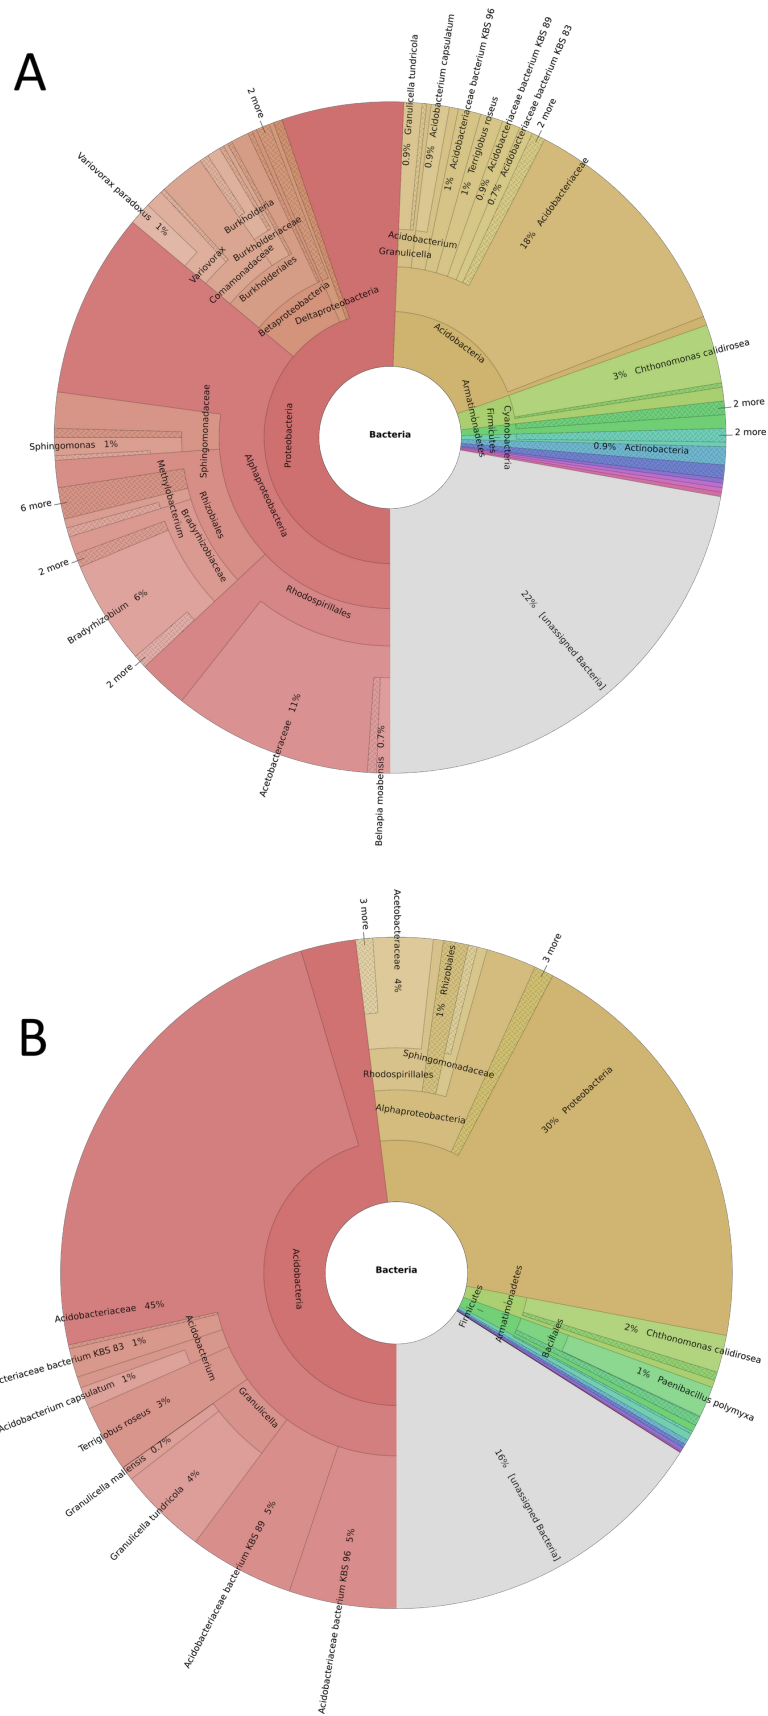 A
Granulicella tundricola 0.9%
Acidobacterium capsulatum 0.9%
Acidobacteriaceae bacterium KBS 96 1%
Terriglobus roseus 1%
Acidobacteriaceae bacterium KBS 89 0.9%
Acidobacteriaceae bacterium KBS 83 0.7%
2 more
2 more
Variovorax paradoxus 1%
Burkholderia
Burkholderiaceae
Variovorax
Comamonadaceae
Burkholderiales
Betaproteobacteria
Deltaproteobacteria
Acidobacterium
Granulicella
18% Acidobacteriaceae
Acidobacteria
3% Chthonomonas calidirosea
2 more
2 more
0.9% Actinobacteria
Armatimonadetes
Firmicutes
Cyanobacteria
Bacteria
Proteobacteria
Alphaproteobacteria
Sphingomonadaceae
Sphingomonas 1%
6 more
Methylobacterium
Rhizobiales
Bradyrhizobiaceae
2 more
Bradyrhizobium 6%
2 more
Rhodospirillales
Acetobacteraceae 11%
Belnapia moabensis 0.7%
22% [unassigned Bacteria]
B
3 more
Acetobacteraceae 4%
1% Rhizobiales
3 more
Sphingomonadaceae
Rhodospirillales
Alphaproteobacteria
30% Proteobacteria
Bacteria
Acidobacteria
Firmicutes
Armatimonadetes
Bacillales
2% Chthonomonas calidirosea
1% Paenibacillus polymyxa
Acidobacteriaceae 45%
cteriaceae bacterium KBS 83 1%
Acidobacterium
Acidobacterium capsulatum 1%
Terriglobus roseus 3%
Granulicella
Granulicella mallensis 0.7%
Granulicella tundricola 4%
Acidobacteriaceae bacterium KBS 89 5%
Acidobacteriaceae bacterium KBS 96 5%
16% [unassigned Bacteria]